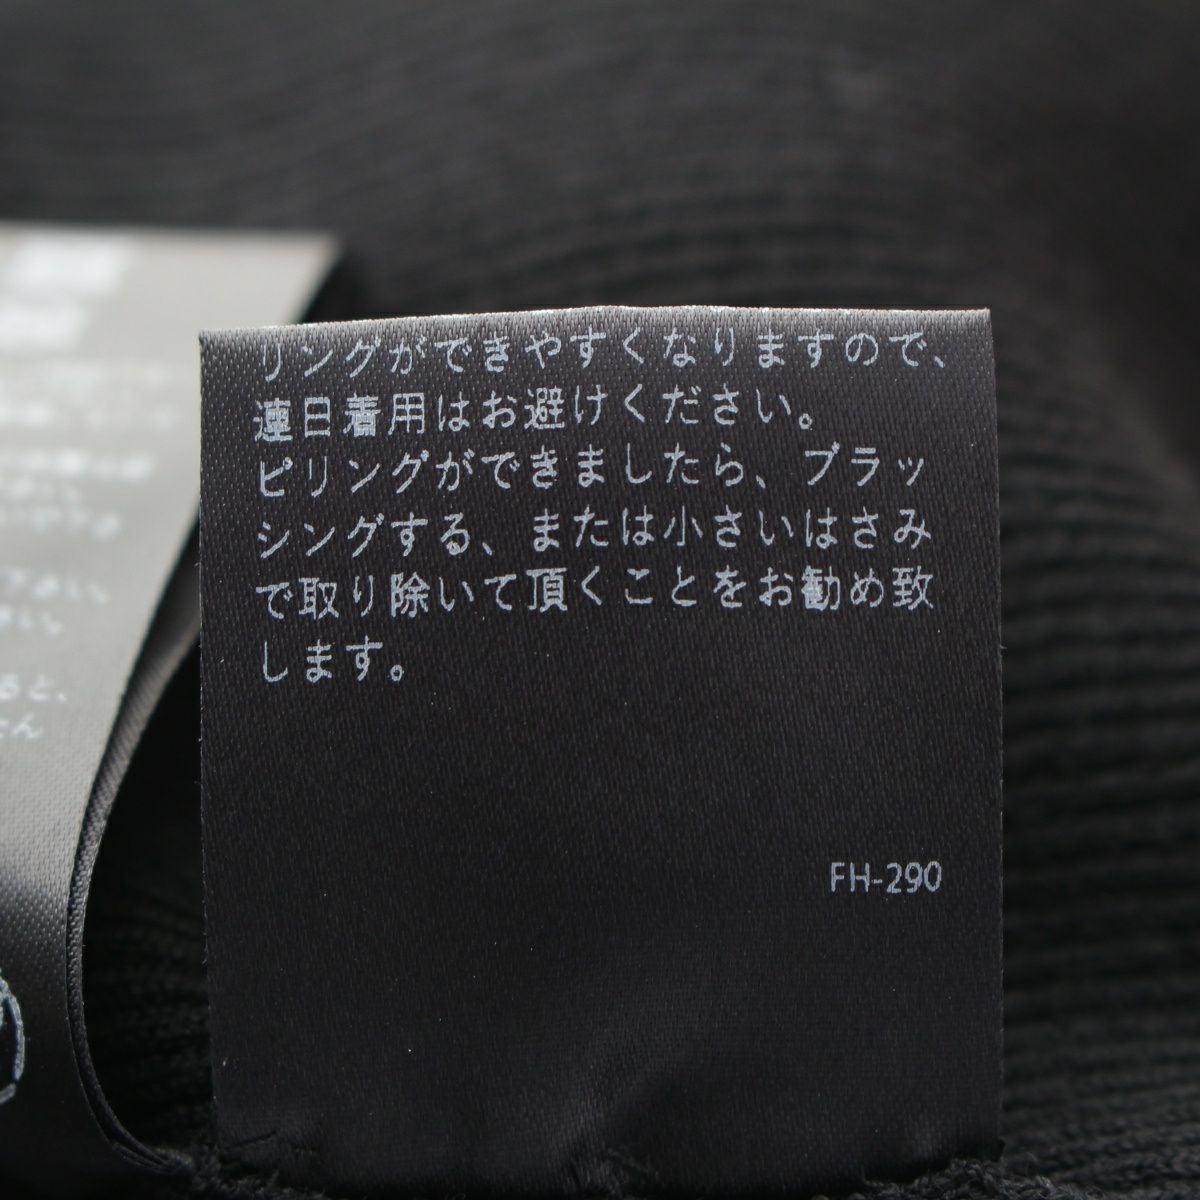 リングができやすくなりますので、
連日着用はお避けください。
ピリングができましたら、ブラッ
シングする、または小さいはさみ
で取り除いて頂くことをお勧め致
します。
FH-290